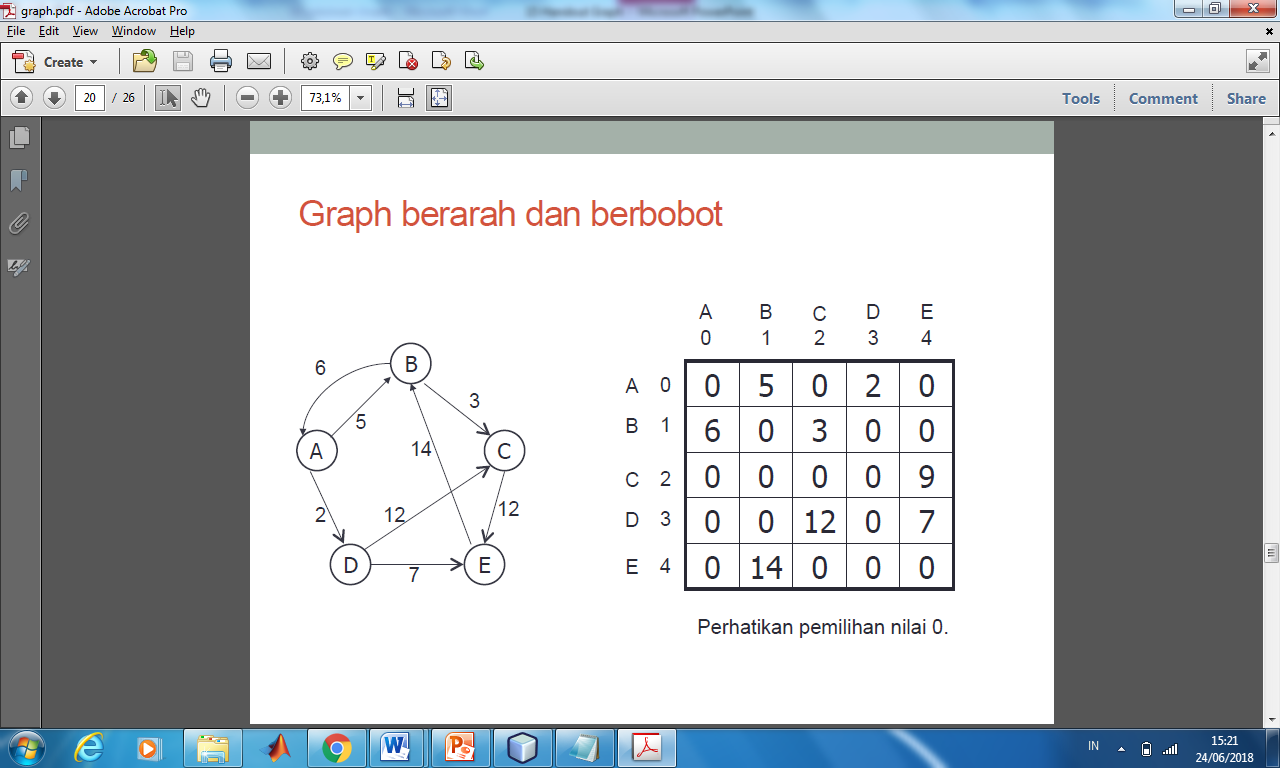 graph.pdf - Adobe Acrobat Pro
File Edit View Window Help
Create
20 / 26 73,1% Tools Comment Share
Graph berarah dan berbobot
A B C D E
0 1 2 3 4
A 0 0 5 0 2 0
B 1 6 0 3 0 0
C 2 0 0 0 0 9
D 3 0 0 12 0 7
E 4 0 14 0 0 0
B
6
3
5
14
A
C
2
12
12
D
E
7
Perhatikan pemilihan nilai 0.
IN
15:21
24/06/2018